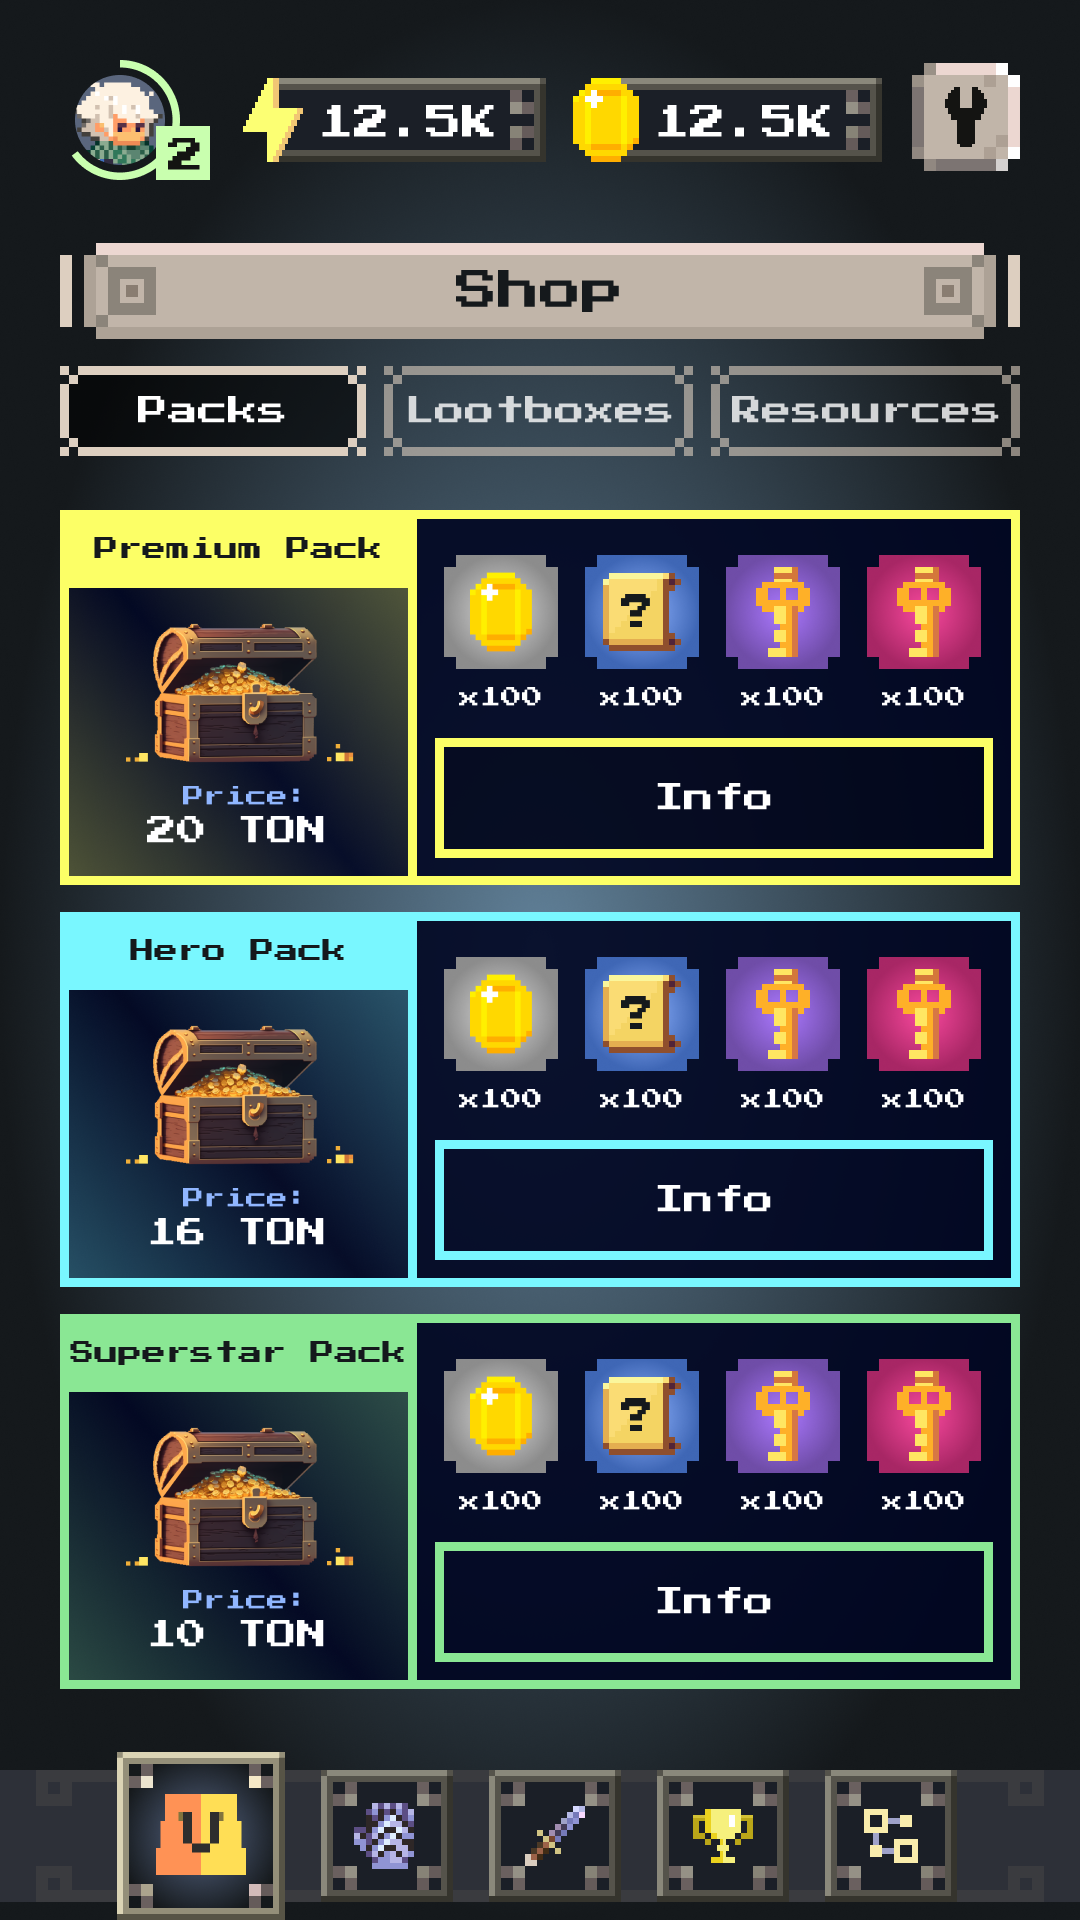 2
12.5K
12.5K
Shop
Packs
Lootboxes
Resources
Premium Pack
?
x100
x100
x100
x100
Price:
20 TON
Info
Hero Pack
?
x100
x100
x100
x100
Price:
16 TON
Info
Superstar Pack
?
x100
x100
x100
x100
Price:
10 TON
Info